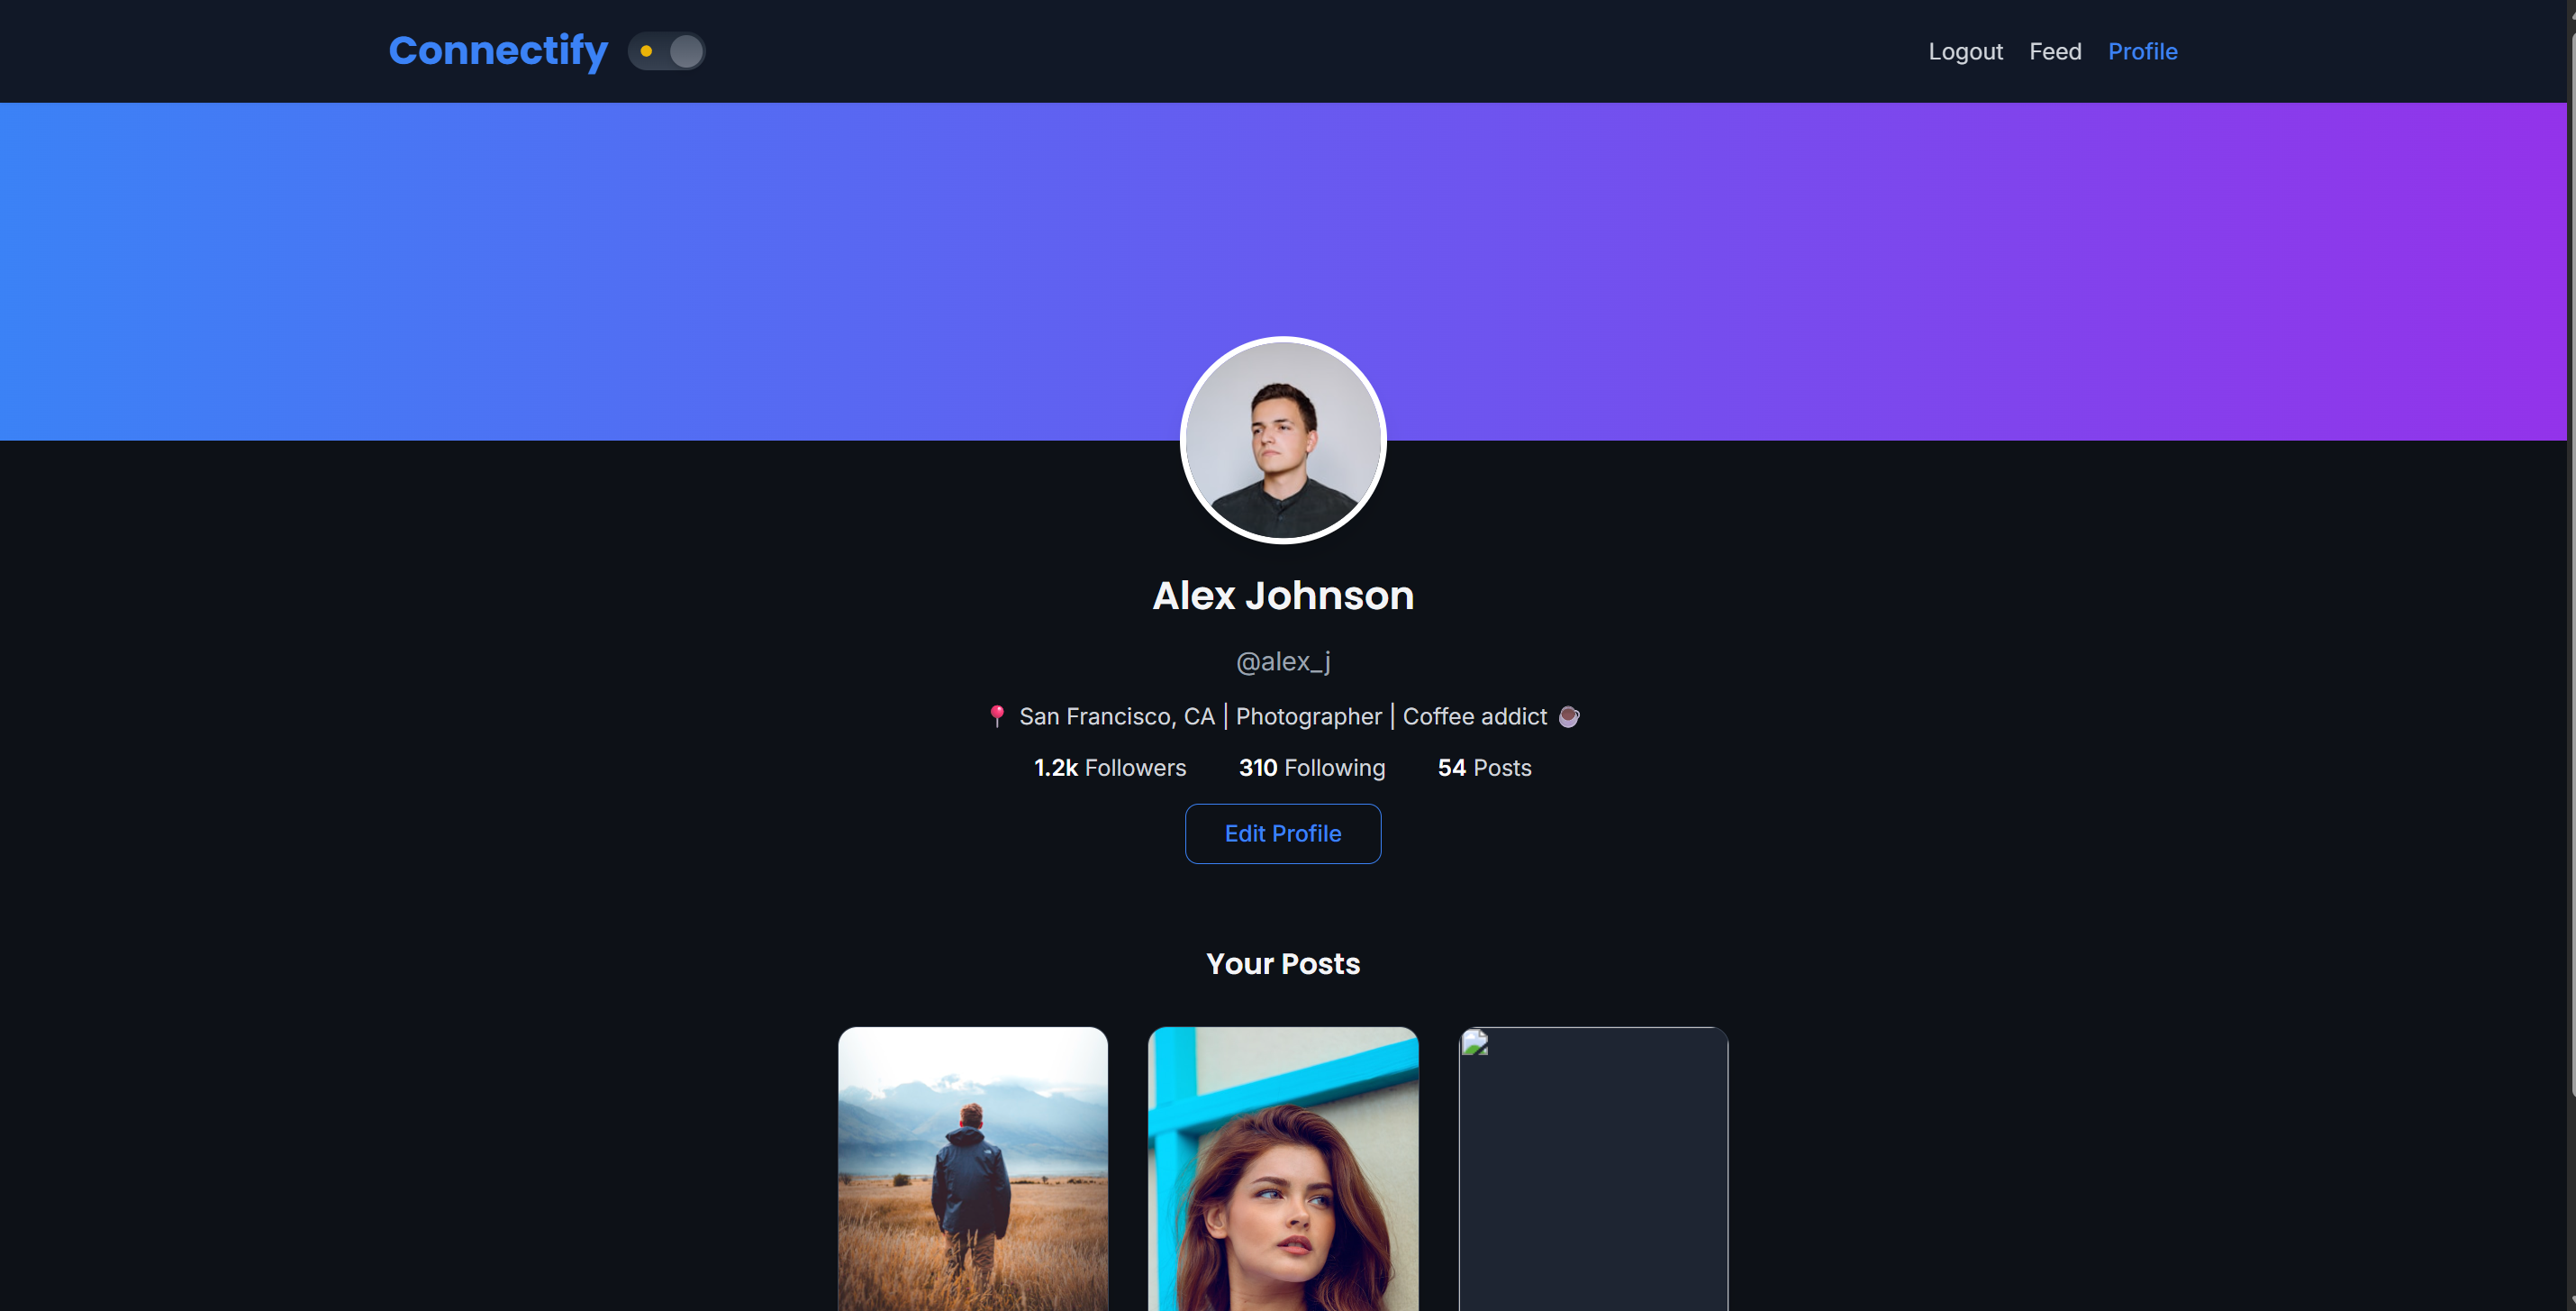 Connectify
Logout Feed Profile
Alex Johnson
@alex_j
📍 San Francisco, CA | Photographer | Coffee addict ☕
1.2k Followers 310 Following 54 Posts
Edit Profile
Your Posts